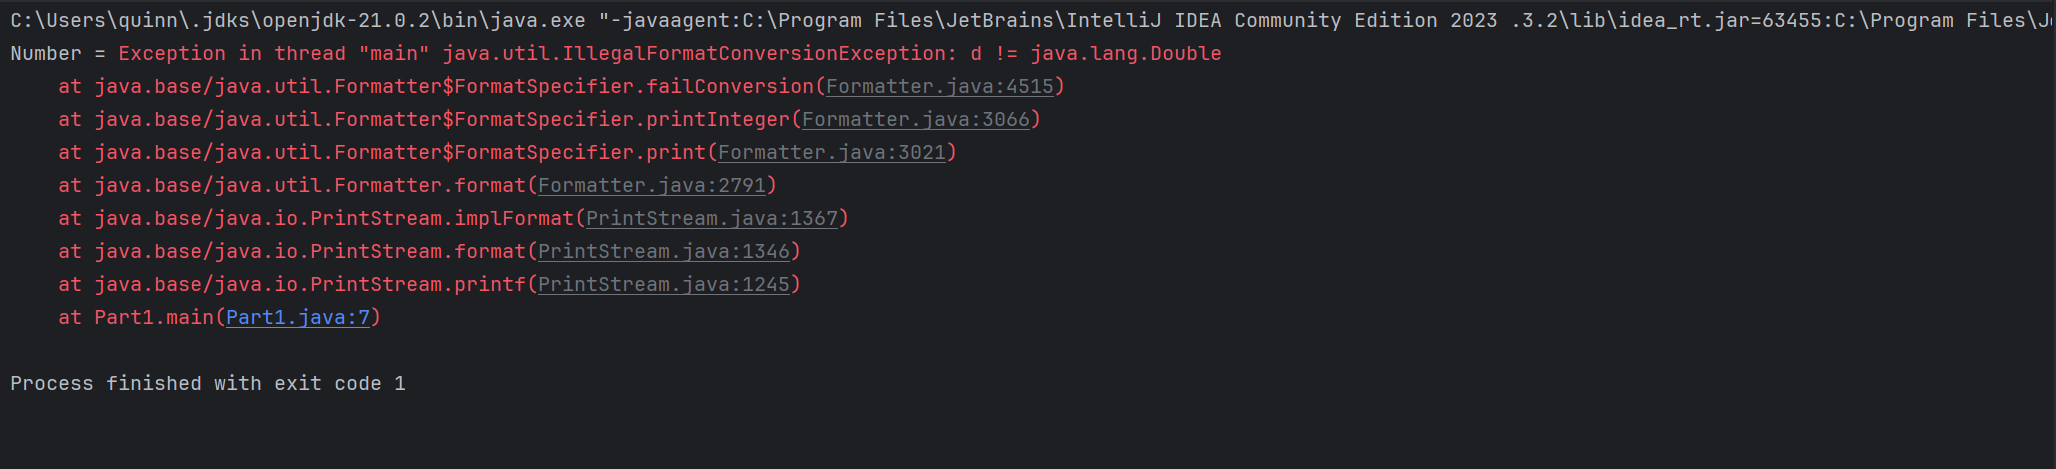 C:\Users\quinn\.jdks\openjdk-21.0.2\bin\java.exe "-javaagent:C:\Program Files\JetBrains\IntelliJ IDEA Community Edition 2023 .3.2\lib\idea_rt.jar=63455:C:\Program Files\J
Number = Exception in thread "main" java.util.IllegalFormatConversionException: d != java.lang.Double
at java.base/java.util.Formatter$FormatSpecifier.failConversion(Formatter.java:4515)
at java.base/java.util.Formatter$FormatSpecifier.printInteger(Formatter.java:3066)
at java.base/java.util.Formatter$FormatSpecifier.print(Formatter.java:3021)
at java.base/java.util.Formatter.format(Formatter.java:2791)
at java.base/java.io.PrintStream.implFormat(PrintStream.java:1367)
at java.base/java.io.PrintStream.format(PrintStream.java:1346)
at java.base/java.io.PrintStream.printf(PrintStream.java:1245)
at Part1.main(Part1.java:7)
Process finished with exit code 1